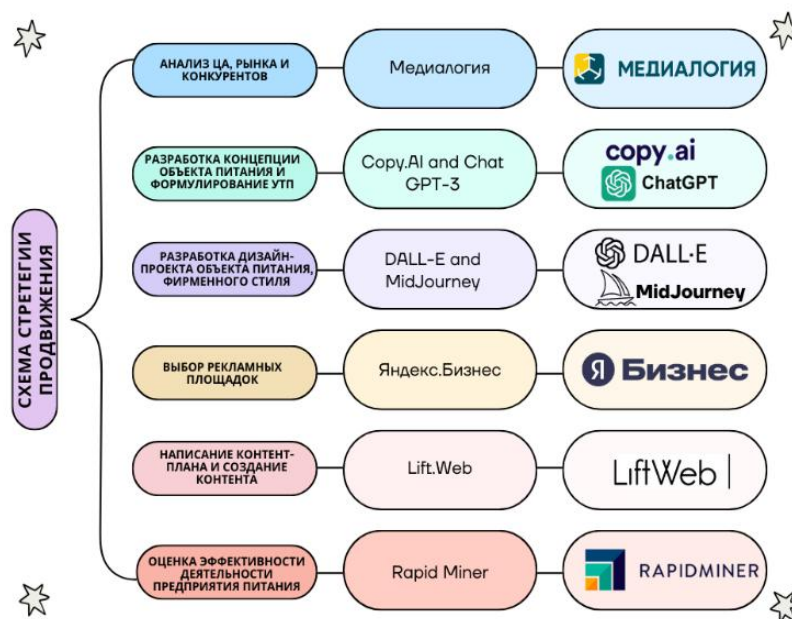 СХЕМА СТРЕТЕГИИ
ПРОДВИЖЕНИЯ
АНАЛИЗ ЦА, РЫНКА И
КОНКУРЕНТОВ
Медиалогия
МЕДИАЛОГИЯ
РАЗРАБОТКА КОНЦЕПЦИИ
ОБЪЕКТА ПИТАНИЯ И
ФОРМУЛИРОВАНИЕ УТП
Copy.AI and Chat
GPT-3
copy.ai
ChatGPT
РАЗРАБОТКА ДИЗАЙН-
ПРОЕКТА ОБЪЕКТА ПИТАНИЯ,
ФИРМЕННОГО СТИЛЯ
DALL-E and
MidJourney
DALL·E
MidJourney
ВЫБОР РЕКЛАМНЫХ
ПЛОЩАДОК
Яндекс.Бизнес
Я Бизнес
НАПИСАНИЕ КОНТЕНТ-
ПЛАНА И СОЗДАНИЕ
КОНТЕНТА
Lift.Web
LiftWeb
ОЦЕНКА ЭФФЕКТИВНОСТИ
ДЕЯТЕЛЬНОСТИ
ПРЕДПРИЯТИЯ ПИТАНИЯ
Rapid Miner
RAPIDMINER